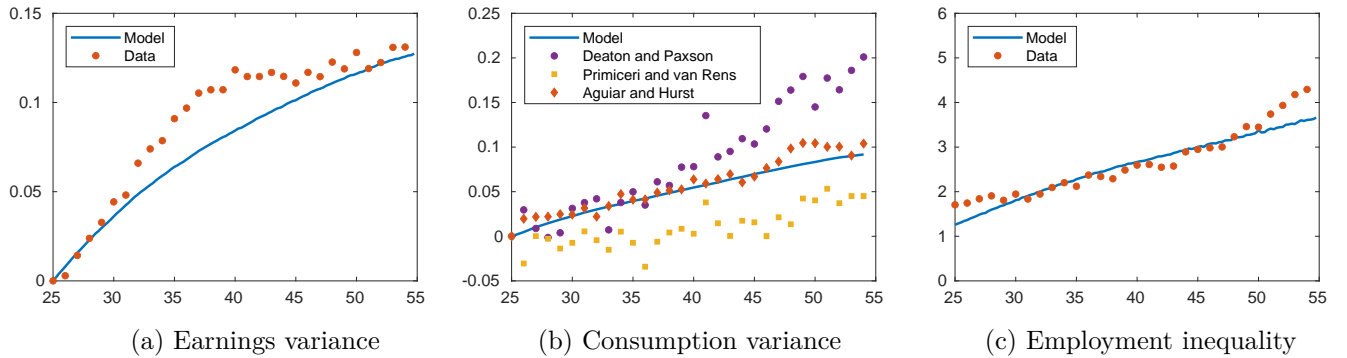 0.15
0.1
0.05
0
25 30 35 40 45 50 55
Model
Data
(a) Earnings variance
0.25
0.2
0.15
0.1
0.05
0
-0.05
25 30 35 40 45 50 55
Model
Deaton and Paxson
Primiceri and van Rens
Aguiar and Hurst
(b) Consumption variance
6
5
4
3
2
1
0
25 30 35 40 45 50 55
Model
Data
(c) Employment inequality